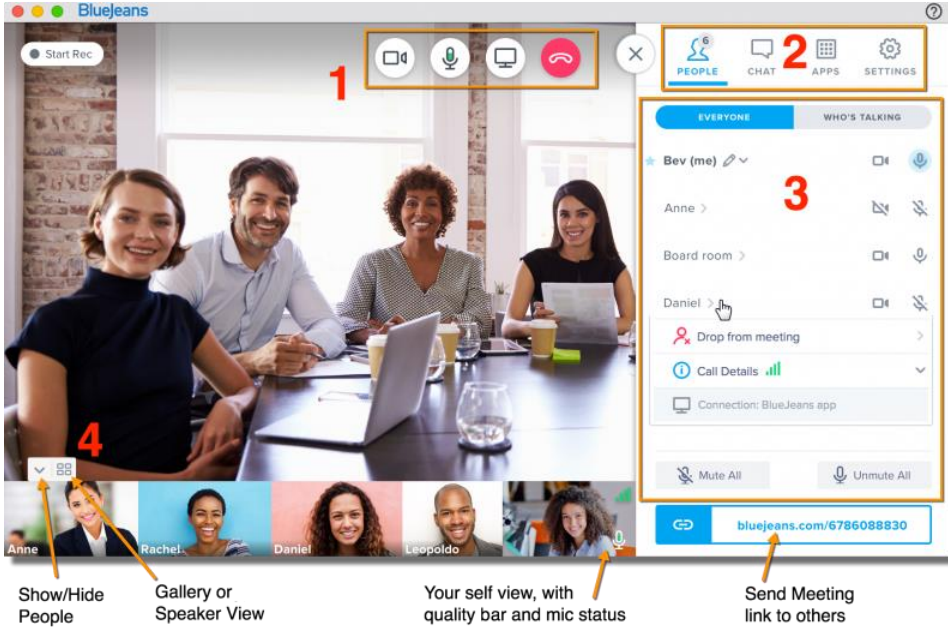 BlueJeans
Start Rec
1
6
PEOPLE
CHAT
2
APPS
SETTINGS
EVERYONE
WHO'S TALKING
Bev (me)
3
Anne
Board room
Daniel
Drop from meeting
Call Details
Connection: BlueJeans app
4
Mute All
Unmute All
Anne
Rachel
Daniel
Leopoldo
bluejeans.com/6786088830
Show/Hide
People
Gallery or
Speaker View
Your self view, with
quality bar and mic status
Send Meeting
link to others